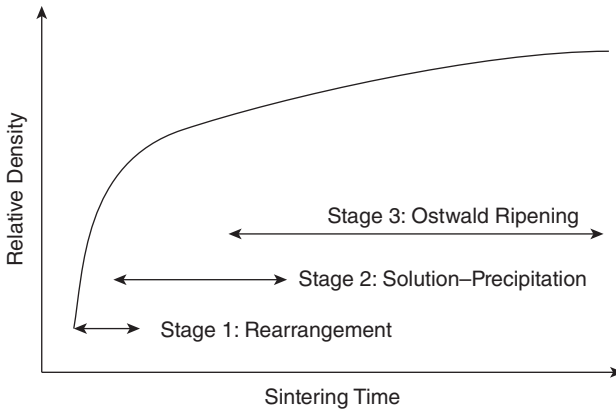 Relative Density
Stage 3: Ostwald Ripening
Stage 2: Solution–Precipitation
Stage 1: Rearrangement
Sintering Time